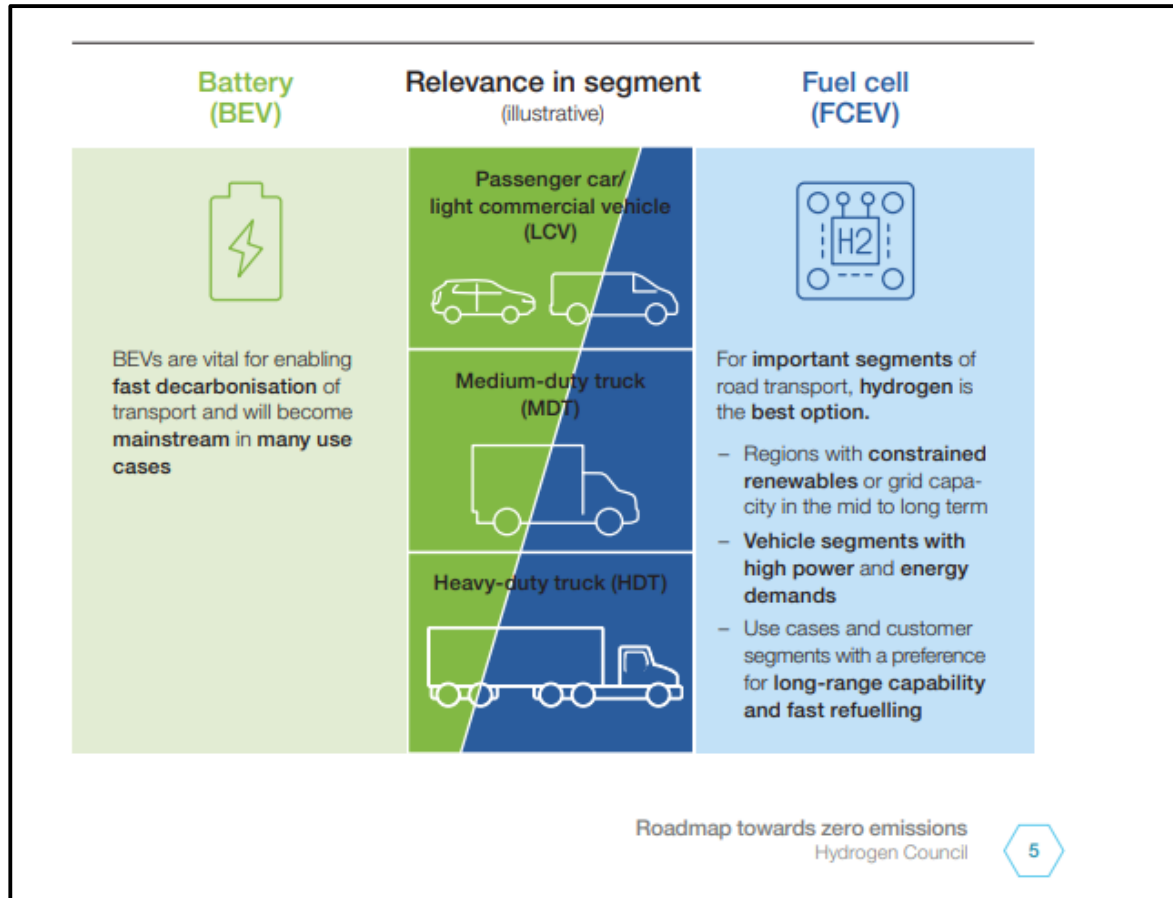 Battery
(BEV)
Relevance in segment
(illustrative)
Fuel cell
(FCEV)
BEVs are vital for enabling
fast decarbonisation of
transport and will become
mainstream in many use
cases
Passenger car/
light commercial vehicle
(LCV)
Medium-duty truck
(MDT)
Heavy-duty truck (HDT)
H2
For important segments of
road transport, hydrogen is
the best option.
– Regions with constrained
renewables or grid capa-
city in the mid to long term
– Vehicle segments with
high power and energy
demands
– Use cases and customer
segments with a preference
for long-range capability
and fast refuelling
Roadmap towards zero emissions
Hydrogen Council
5